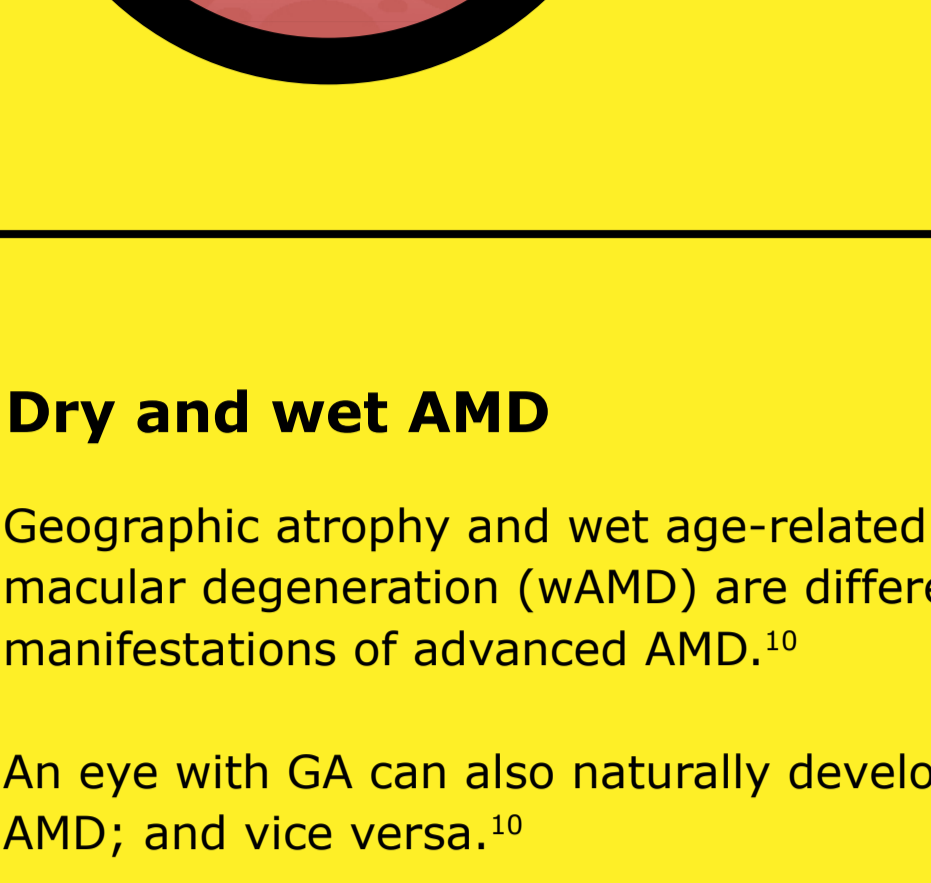 Dry and wet AMD
Geographic atrophy and wet age-related
macular degeneration (wAMD) are
manifestations of advanced AMD.¹⁰
An eye with GA can also naturally
AMD; and vice versa.¹⁰